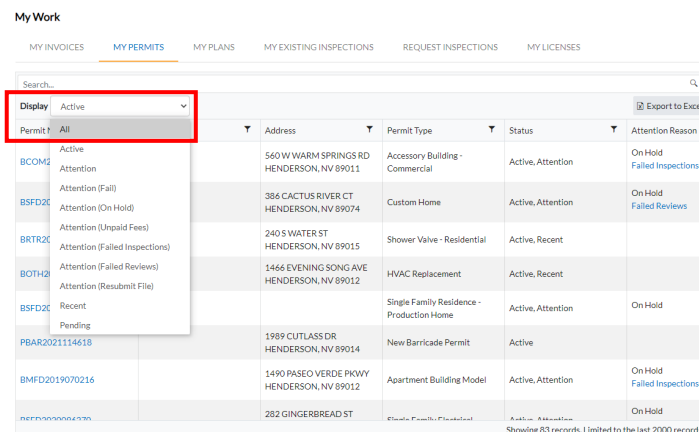 My Work
MY INVOICES MY PERMITS MY PLANS MY EXISTING INSPECTIONS REQUEST INSPECTIONS MY LICENSES
Search...
Display Active Export to Exce
Permit N Address Permit Type Status Attention Reason
All
Active
Attention
Attention (Fail)
Attention (On Hold)
Attention (Unpaid Fees)
Attention (Failed Inspections)
Attention (Failed Reviews)
Attention (Resubmit File)
Recent
Pending
BCOM2 560 W WARM SPRINGS RD Accessory Building - Active, Attention On Hold
HENDERSON, NV 89011 Commercial Failed Inspections
BSFD20 386 CACTUS RIVER CT Custom Home Active, Attention On Hold
HENDERSON, NV 89074 Failed Reviews
BRTR20 240 S WATER ST Shower Valve - Residential Active, Recent
HENDERSON, NV 89015
BOTH20 1466 EVENING SONG AVE HVAC Replacement Active, Recent
HENDERSON, NV 89012
BSFD20 Single Family Residence - Active, Attention On Hold
Production Home
PBAR2021114618 1989 CUTLASS DR New Barricade Permit Active
HENDERSON, NV 89014
BMFD2019070216 1490 PASEO VERDE PKWY Apartment Building Model Active, Attention On Hold
HENDERSON, NV 89012 Failed Inspections
282 GINGERBREAD ST On Hold
Single Family Electrical Active, Attention
Showing 83 records. Limited to the last 2000 record